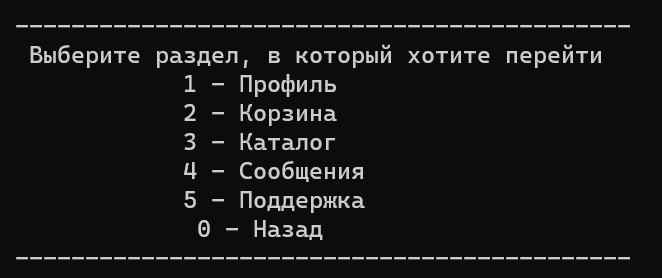 --------------------------------------------
Выберите раздел, в который хотите перейти
1 - Профиль
2 - Корзина
3 - Каталог
4 - Сообщения
5 - Поддержка
0 - Назад
--------------------------------------------